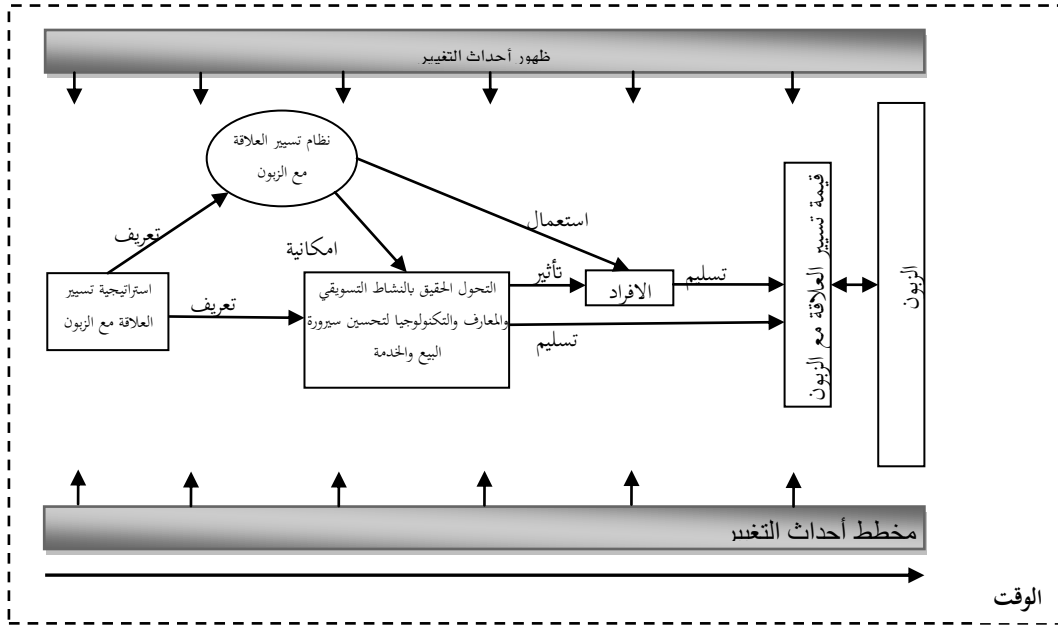 ظهور أحداث التغيير
نظام تسيير العلاقة
مع الزبون
استعمال
تعريف
امكانية
استراتيجية تسيير
العلاقة مع الزبون
تعريف
التحول الحقيق بالنشاط التسويقي
والمعارف والتكنولوجيا لتحسين سيرورة
البيع والخدمة
تأثير
الافراد
تسليم
تسليم
قيمة تسيير العلاقة مع الزبون
الزبون
مخطط أحداث التغيير
الوقت